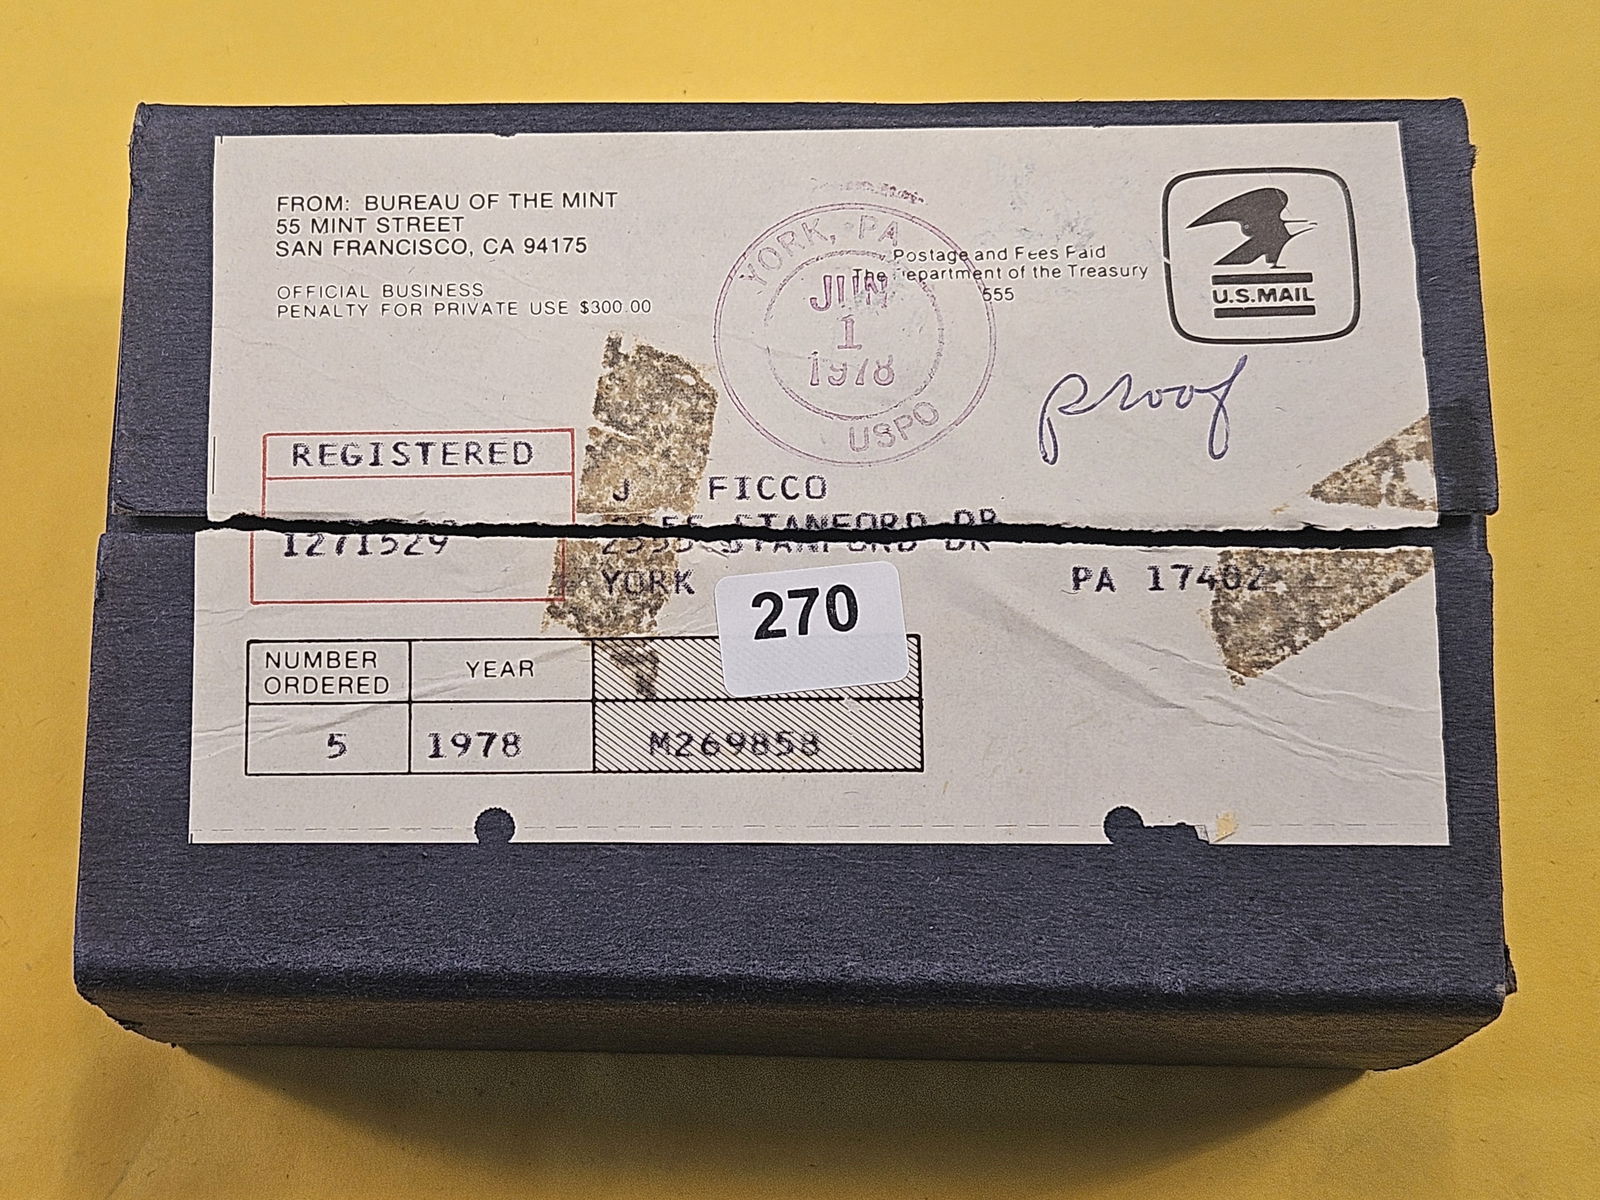 FROM: BUREAU OF THE MINT
55 MINT STREET
SAN FRANCISCO, CA 94175
OFFICIAL BUSINESS
PENALTY FOR PRIVATE USE $300.00
YORK, PA
JUN
1
1978
USPO
Postage and Fees Paid
The Department of the Treasury
555
U.S.MAIL
proof
REGISTERED
1271529
J FICCO
STANFORD DR
YORK PA 17402
270
NUMBER ORDERED
YEAR
5 1978 M269858